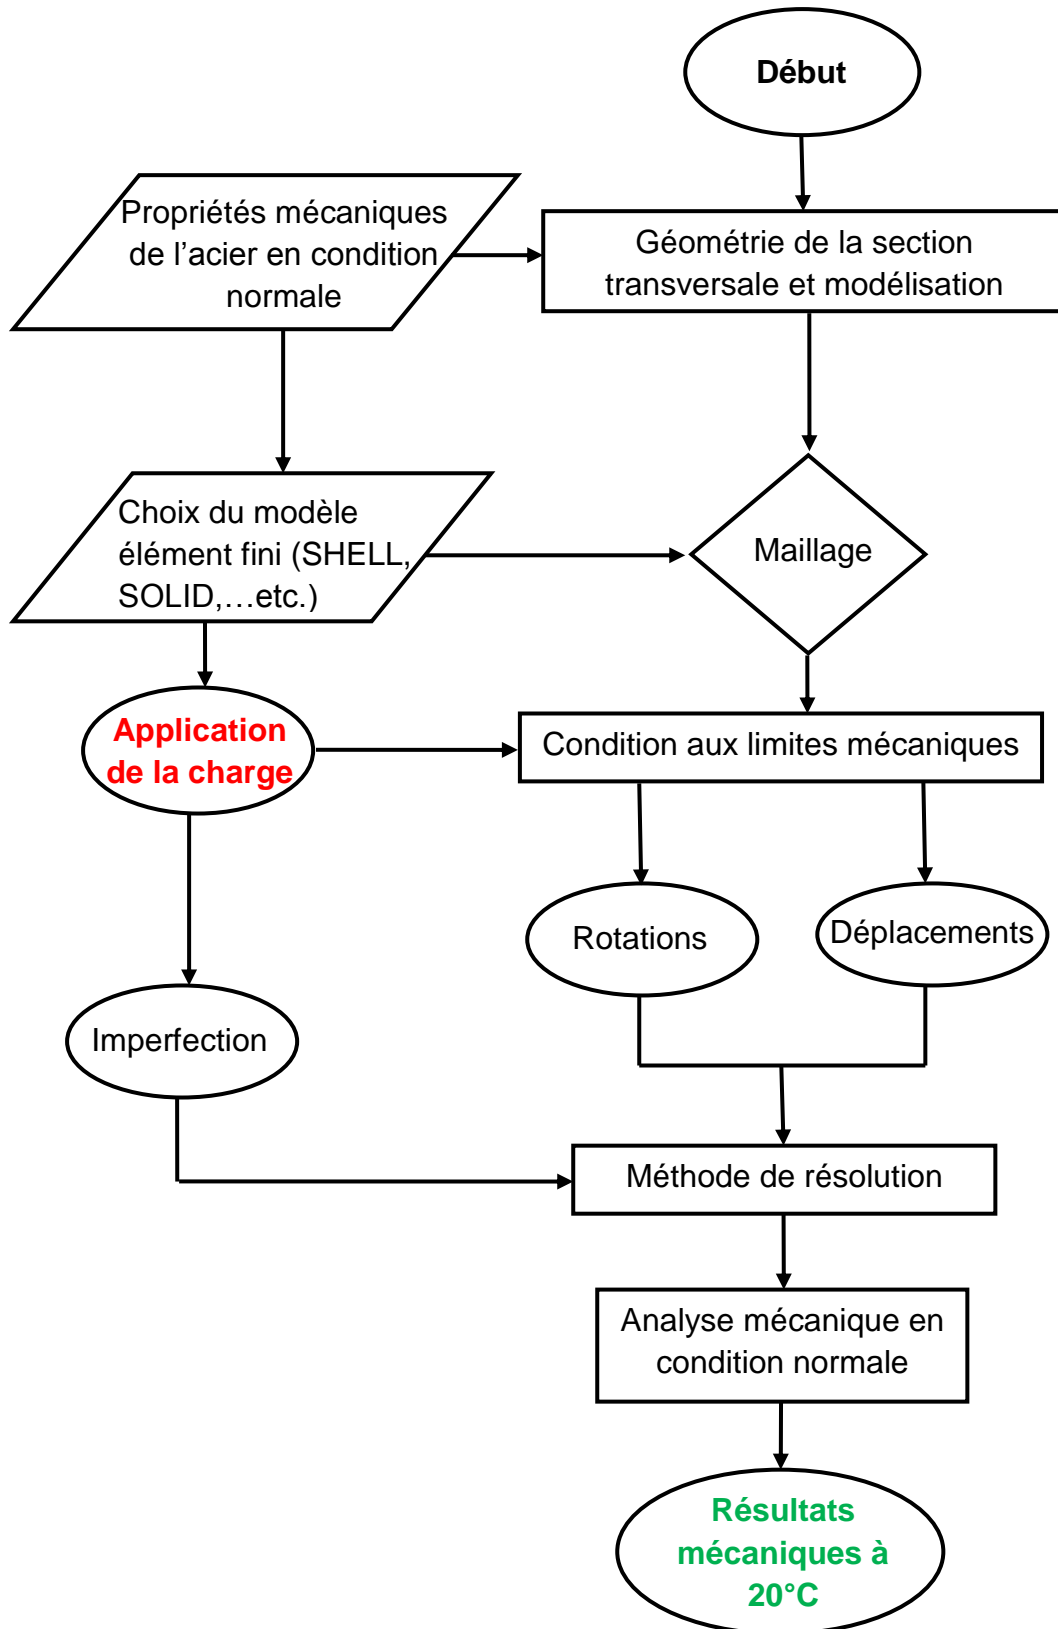 Début
Propriétés mécaniques
de l’acier en condition
normale
Géométrie de la section
transversale et modélisation
Choix du modèle
élément fini (SHELL,
SOLID,…etc.)
Maillage
Application
de la charge
Condition aux limites mécaniques
Rotations
Déplacements
Imperfection
Méthode de résolution
Analyse mécanique en
condition normale
Résultats
mécaniques à
20°C